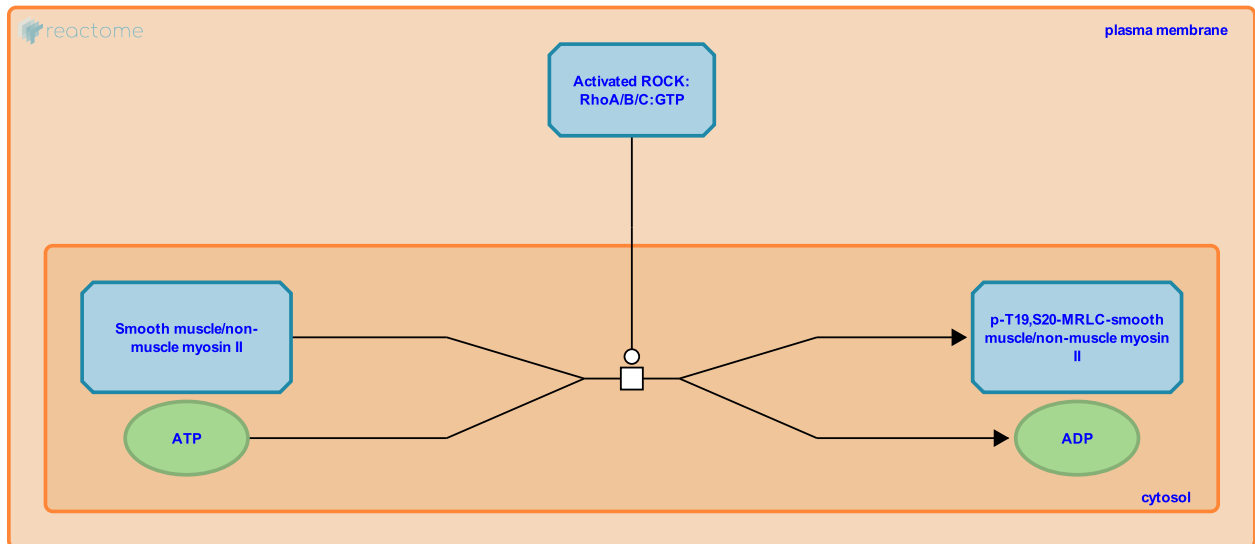 reactome
plasma membrane
Activated ROCK:
RhoA/B/C:GTP
Smooth muscle/non-
muscle myosin II
p-T19,S20-MRLC-smooth
muscle/non-muscle myosin
II
ATP
ADP
cytosol